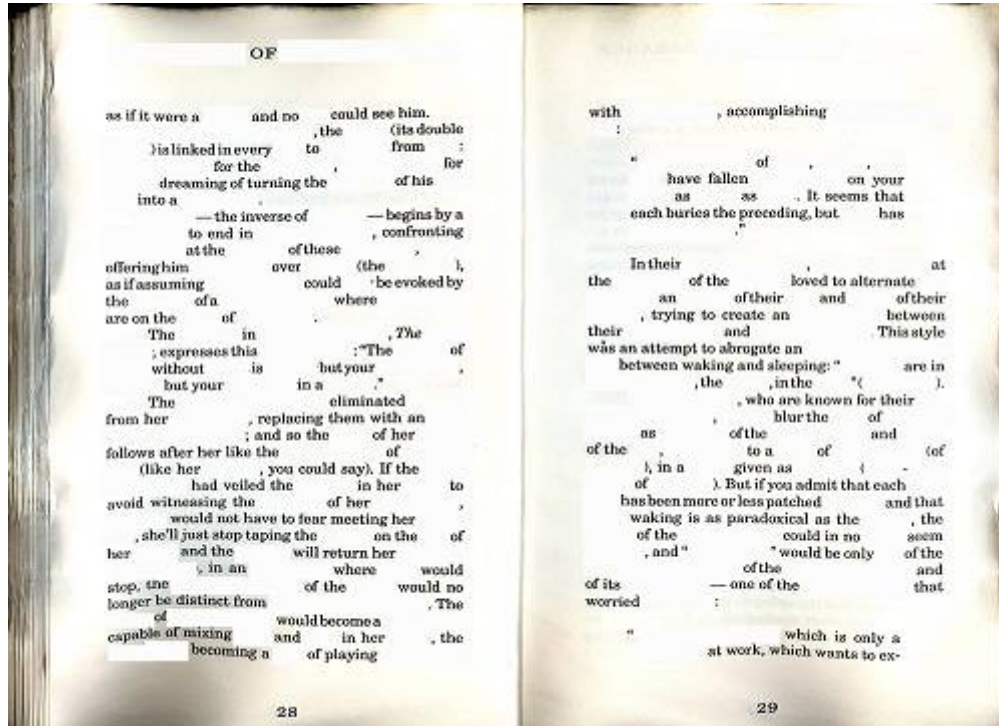 OF
as if it were a and no could see him.
, the (its double
) is linked in every to from :
for the , for
dreaming of turning the of his
into a .
— the inverse of — begins by a
to end in , confronting
at the of these ,
offering him over (the ),
as if assuming could be evoked by
the of a where
are on the of .
The in , The
; expresses this : "The of
without is but your ,
but your in a ."
The eliminated
from her , replacing them with an
; and so the of her
follows after her like the of
(like her , you could say). If the
had veiled the in her to
avoid witnessing the of her ,
would not have to fear meeting her
, she'll just stop taping the on the of
her and the will return her
, in an where would
stop, the of the would no
longer be distinct from . The
of would become a
capable of mixing and in her , the
becoming a of playing
28
with , accomplishing
:
" of , .
have fallen on your
as as . It seems that
each buries the preceding, but has
."
In their , at
the of the loved to alternate
an of their and of their
, trying to create an between
their and . This style
was an attempt to abrogate an
between waking and sleeping: " are in
, the , in the " ( ).
, who are known for their
, blur the of
as of the and
of the , to a of (of
), in a given as ( -
of ). But if you admit that each
has been more or less patched and that
waking is as paradoxical as the , the
of the could in no seem
, and " " would be only of the
of the and
of its — one of the that
worried :
" which is only a
at work, which wants to ex-
29